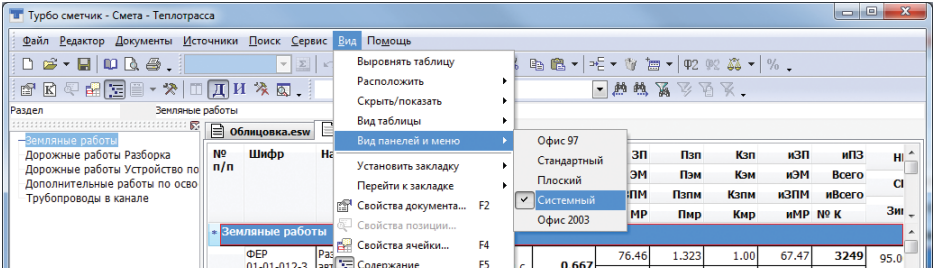 Турбо сметчик - Смета - Теплотрасса
Файл Редактор Документы Источники Поиск Сервис Вид Помощь
Выровнять таблицу
Расположить
Скрыть/показать
Вид таблицы
Вид панелей и меню
Установить закладку
Перейти к закладке
Свойства документа... F2
Свойства позиции...
Свойства ячейки... F4
Содержание F5
Офис 97
Стандартный
Плоский
Системный
Офис 2003
Раздел Земляные работы
Земляные работы
Дорожные работы Разборка
Дорожные работы Устройство по
Дополнительные работы по осво
Трубопроводы в канале
Облицовка.esw
№ п/п Шифр
ЗП Пзп Кзп иЗП иПЗ
ЭМ Пэм Кэм иЭМ Всего
Пзпм Кзпм иЗПМ иВсего
МР Пмр Кмр иМР № К
Земляные работы
ФЕР
01-01-012-3
0.667
76.46 1.323 1.00 67.47 3249 95.0